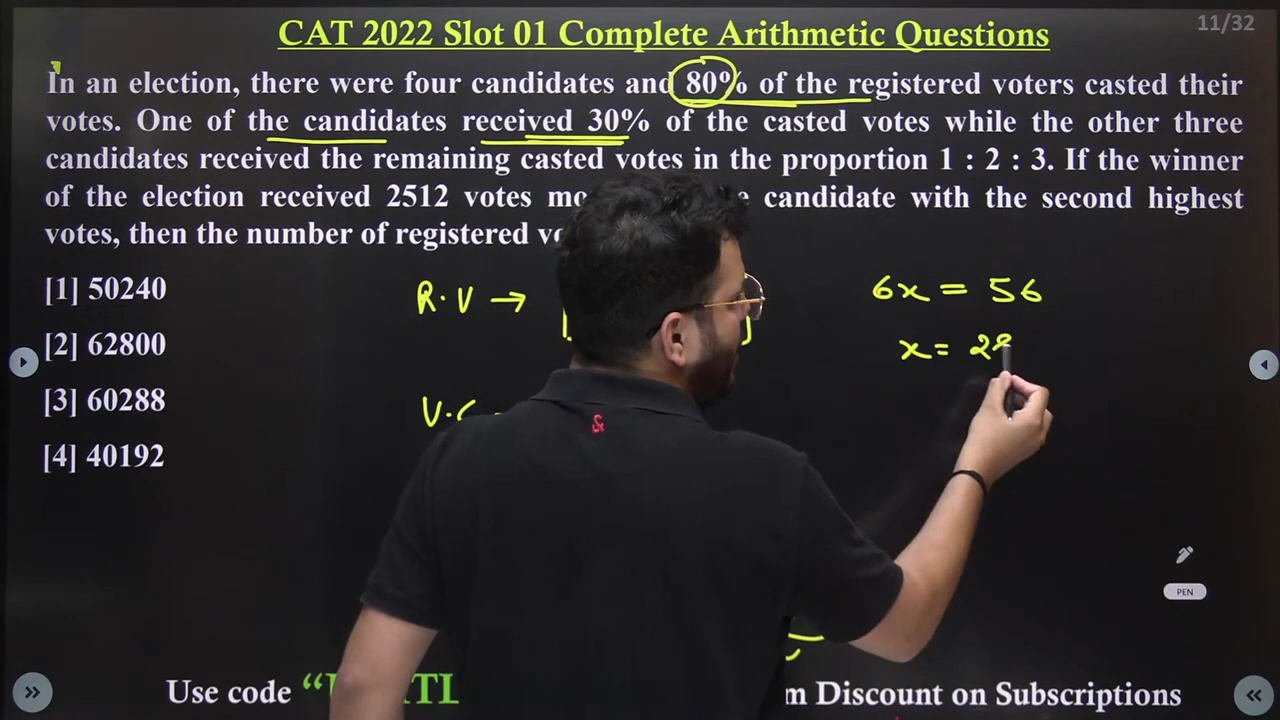 CAT 2022 Slot 01 Complete Arithmetic Questions
11/32
In an election, there were four candidates and 80% of the registered voters casted their
votes. One of the candidates received 30% of the casted votes while the other three
candidates received the remaining casted votes in the proportion 1 : 2 : 3. If the winner
of the election received 2512 votes candidate with the second highest
votes, then the number of registered
[1] 50240
[2] 62800
[3] 60288
[4] 40192
R.V →
V.C
6x = 56
x = 28
PEN
Use code “ Discount on Subscriptions